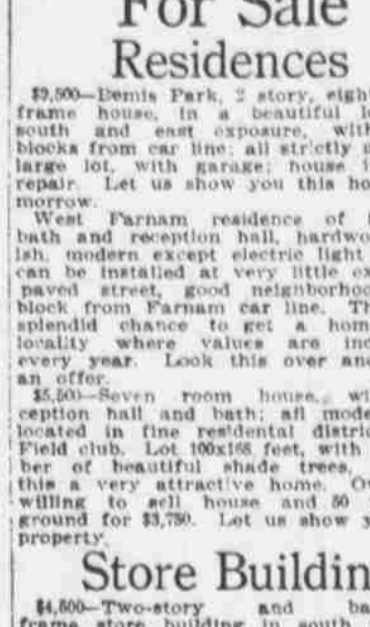 For Sale
Residences
$9,500—Bemis Park, 2 story, eigh
frame house, in a beautiful l
south and east exposure, with
blocks from car line; all strictly
large lot, with garage; house i
repair. Let us show you this ho
morrow.
West Farnam residence of
bath and reception hall, hardwo
ish, modern except electric light
can be installed at very little ex
paved street, good neighborhoo
block from Farnam car line. Th
splendid chance to get a hom
locality where values are inc
every year. Look this over and
an offer.
$5,500—Seven room house, wi
ception hall and bath; all mode
located in fine residental distric
Field club. Lot 100x168 feet, with
ber of beautiful shade trees,
this a very attractive home. Ow
willing to sell house and 50
ground for $3,750. Let us show y
property.
Store Buildin
$4,500—Two-story and ba
frame store building in south